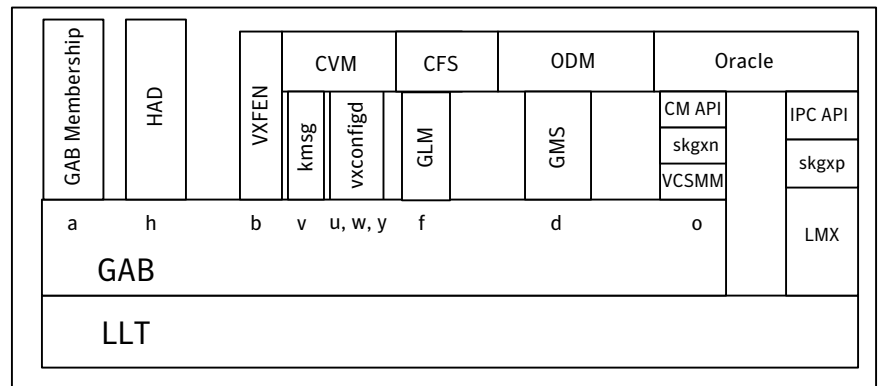 GAB Membership
HAD
VXFEN
CVM
CFS
ODM
Oracle
kmsg
vxconfigd
GLM
GMS
CM API
skgxn
VCSMM
IPC API
skgxp
LMX
a
h
b
v
u, w, y
f
d
o
GAB
LLT